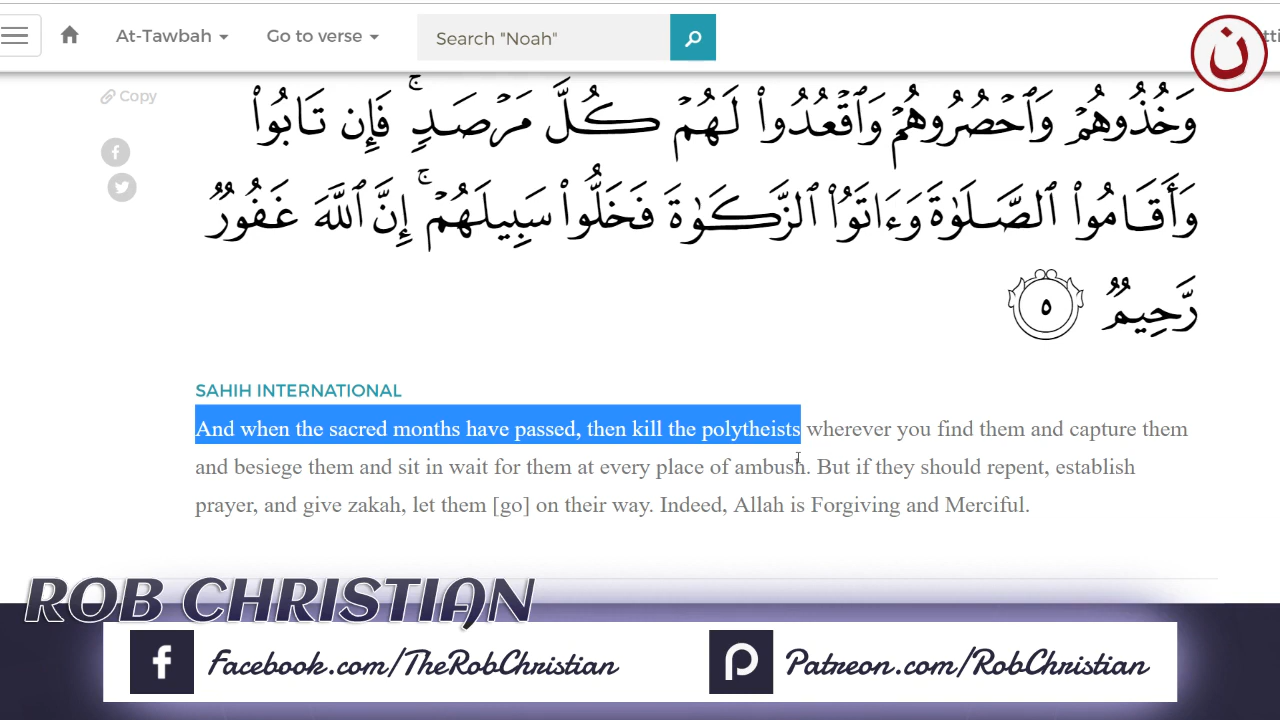 At-Tawbah
Go to verse
Search "Noah"
ن
Copy
وَخُذُوهُمْ وَٱحْصُرُوهُمْ وَٱقْعُدُوا۟ لَهُمْ كُلَّ مَرْصَدٍ ۚ فَإِن تَابُوا۟
وَأَقَامُوا۟ ٱلصَّلَوٰةَ وَءَاتَوُا۟ ٱلزَّكَوٰةَ فَخَلُّوا۟ سَبِيلَهُمْ ۚ إِنَّ ٱللَّهَ غَفُورٌ
رَّحِيمٌ ٥
SAHIH INTERNATIONAL
And when the sacred months have passed, then kill the polytheists wherever you find them and capture them
and besiege them and sit in wait for them at every place of ambush. But if they should repent, establish
prayer, and give zakah, let them [go] on their way. Indeed, Allah is Forgiving and Merciful.
ROB CHRISTIAN
Facebook.com/TheRobChristian
Patreon.com/RobChristian